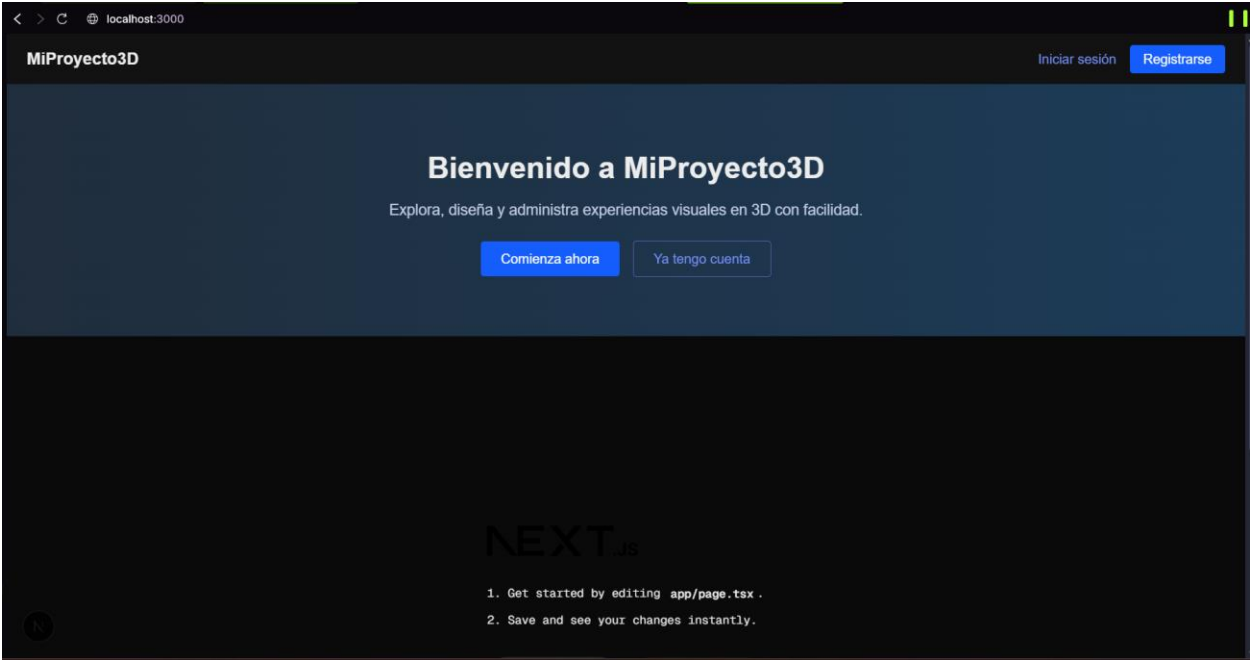 localhost:3000
MiProyecto3D
Iniciar sesión
Registrarse
Bienvenido a MiProyecto3D
Explora, diseña y administra experiencias visuales en 3D con facilidad.
Comienza ahora
Ya tengo cuenta
NEXT.JS
1. Get started by editing app/page.tsx.
2. Save and see your changes instantly.
N